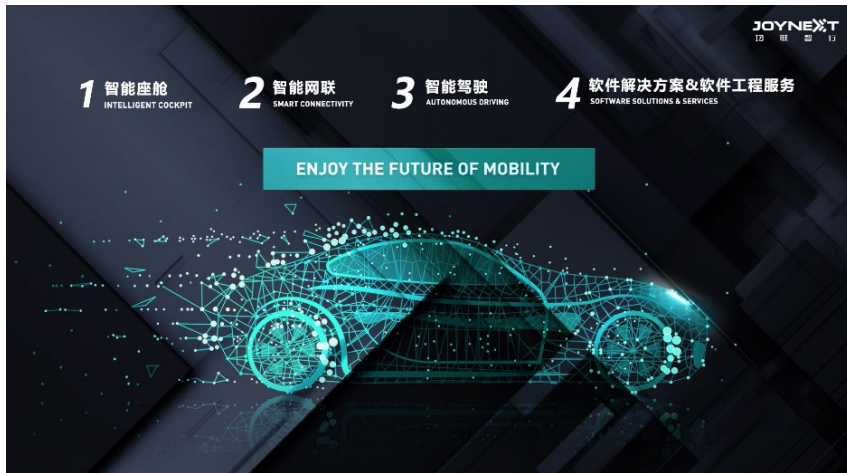 JOYNEXT
均联智行
1 智能座舱
INTELLIGENT COCKPIT
2 智能网联
SMART CONNECTIVITY
3 智能驾驶
AUTONOMOUS DRIVING
4 软件解决方案&软件工程服务
SOFTWARE SOLUTIONS & SERVICES
ENJOY THE FUTURE OF MOBILITY